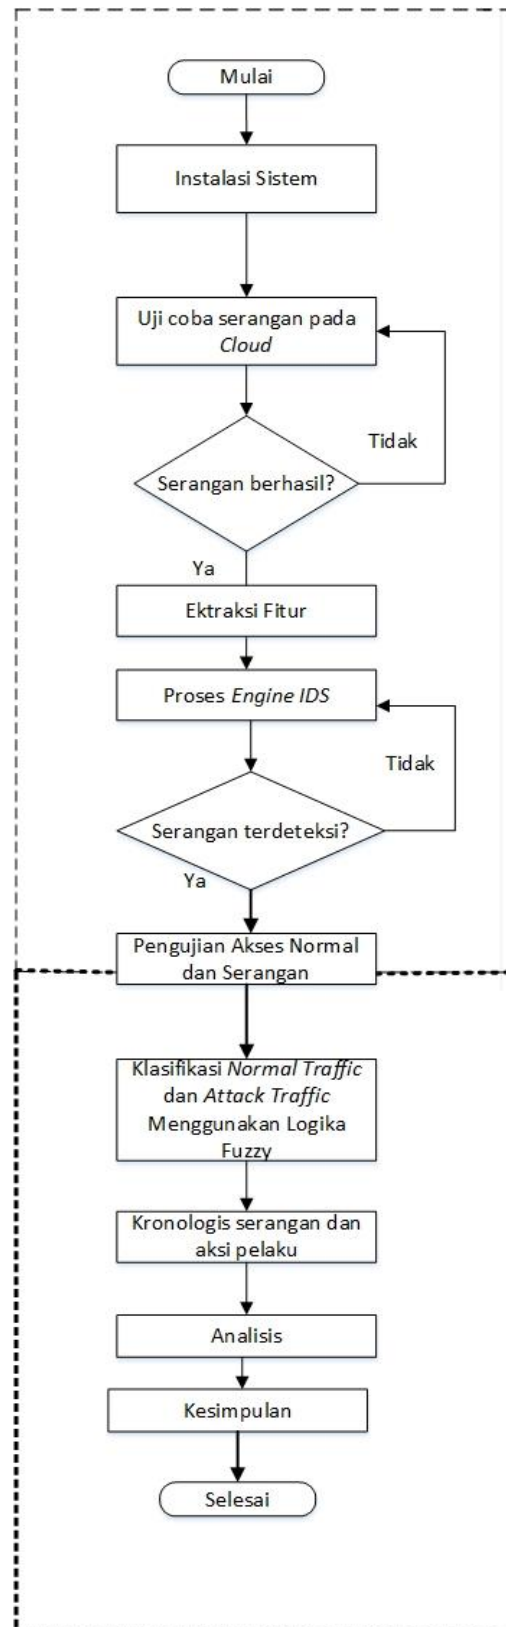 Mulai
Instalasi Sistem
Uji coba serangan pada
Cloud
Tidak
Serangan berhasil?
Ya
Ektraksi Fitur
Proses Engine IDS
Tidak
Serangan terdeteksi?
Ya
Pengujian Akses Normal
dan Serangan
Klasifikasi Normal Traffic
dan Attack Traffic
Menggunakan Logika
Fuzzy
Kronologis serangan dan
aksi pelaku
Analisis
Kesimpulan
Selesai